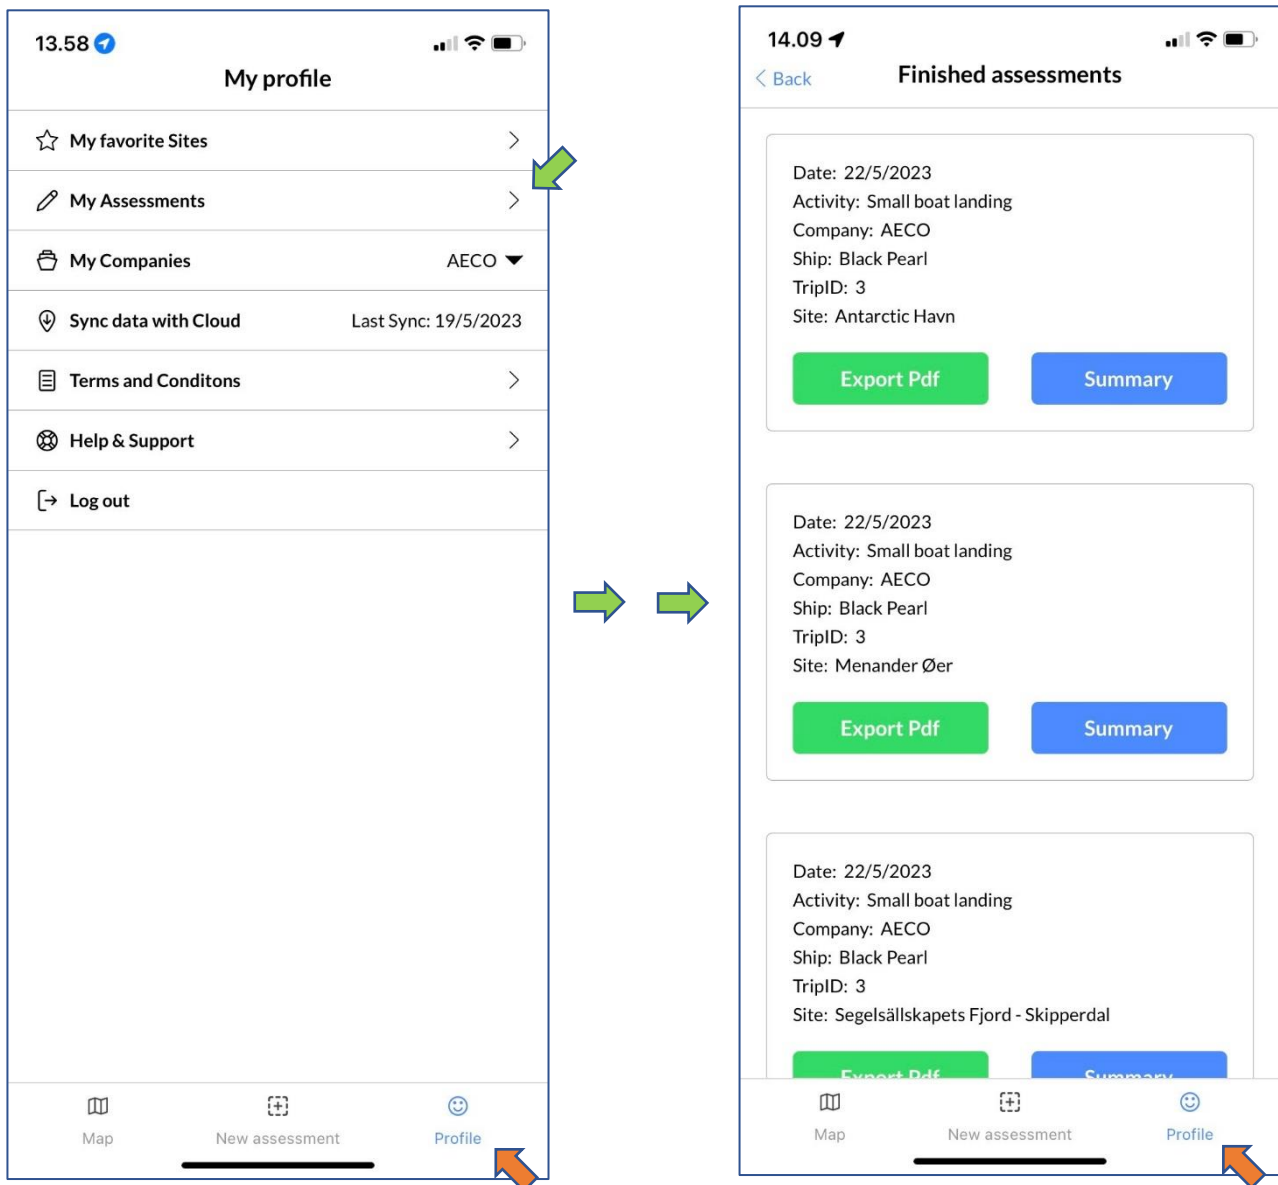 13.58
My profile
My favorite Sites
My Assessments
My Companies AECO
Sync data with Cloud Last Sync: 19/5/2023
Terms and Conditons
Help & Support
Log out
Map New assessment Profile
14.09
Back Finished assessments
Date: 22/5/2023
Activity: Small boat landing
Company: AECO
Ship: Black Pearl
TripID: 3
Site: Antarctic Havn
Export Pdf Summary
Date: 22/5/2023
Activity: Small boat landing
Company: AECO
Ship: Black Pearl
TripID: 3
Site: Menander Øer
Export Pdf Summary
Date: 22/5/2023
Activity: Small boat landing
Company: AECO
Ship: Black Pearl
TripID: 3
Site: Segelsällskapets Fjord - Skipperdal
Export Pdf Summary
Map New assessment Profile